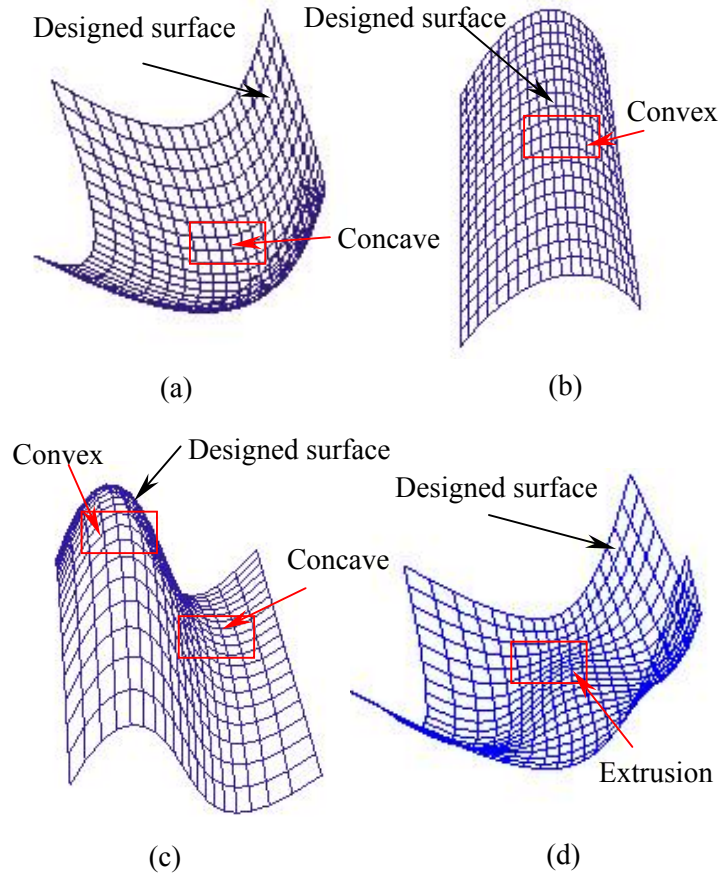 Designed surface
Concave
(a)
Designed surface
Convex
(b)
Convex
Designed surface
Concave
(c)
Designed surface
Extrusion
(d)